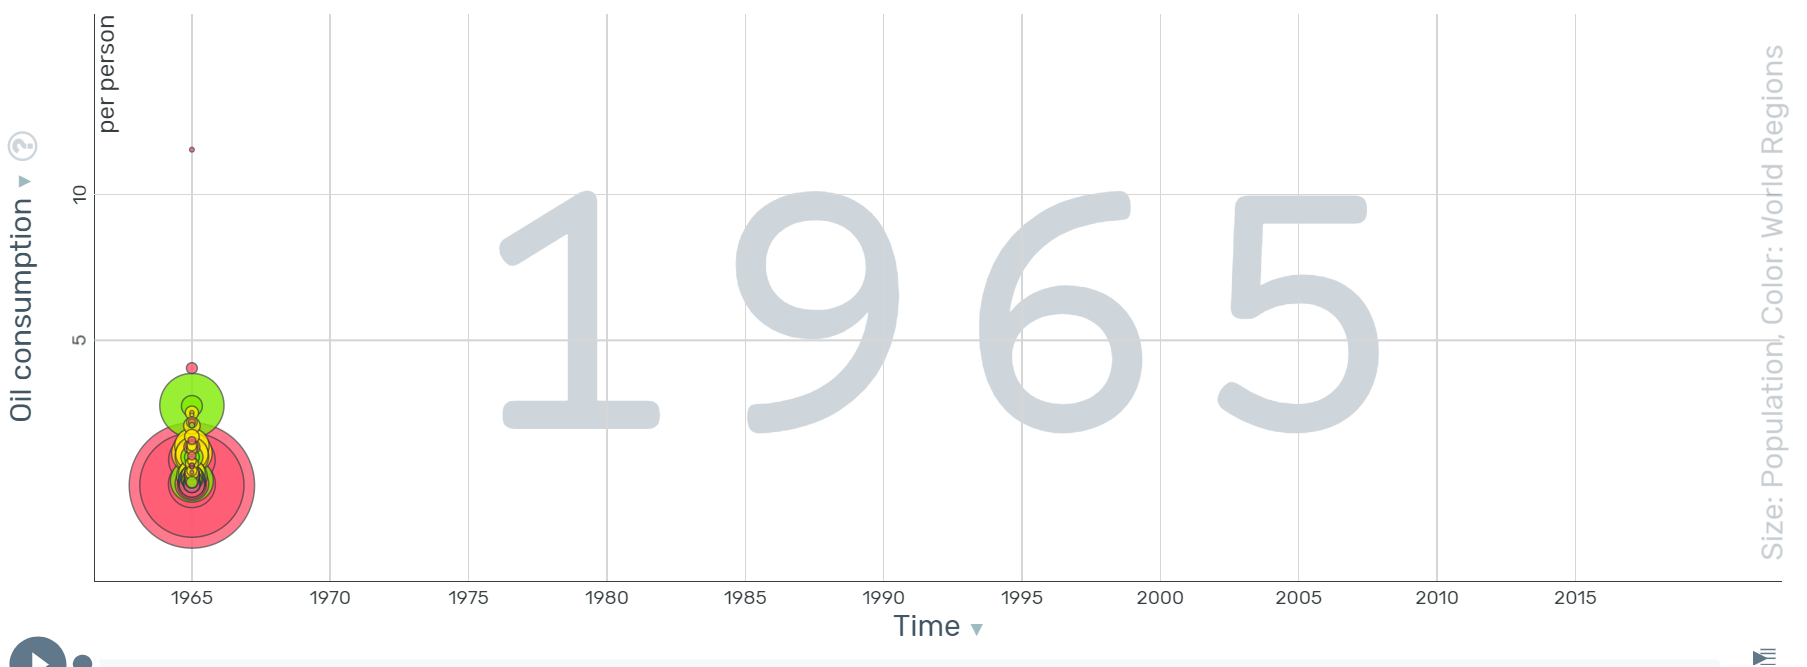 per person
Oil consumption ▼ ?
10
5
1965
Size: Population, Color: World Regions
1965 1970 1975 1980 1985 1990 1995 2000 2005 2010 2015
Time ▼